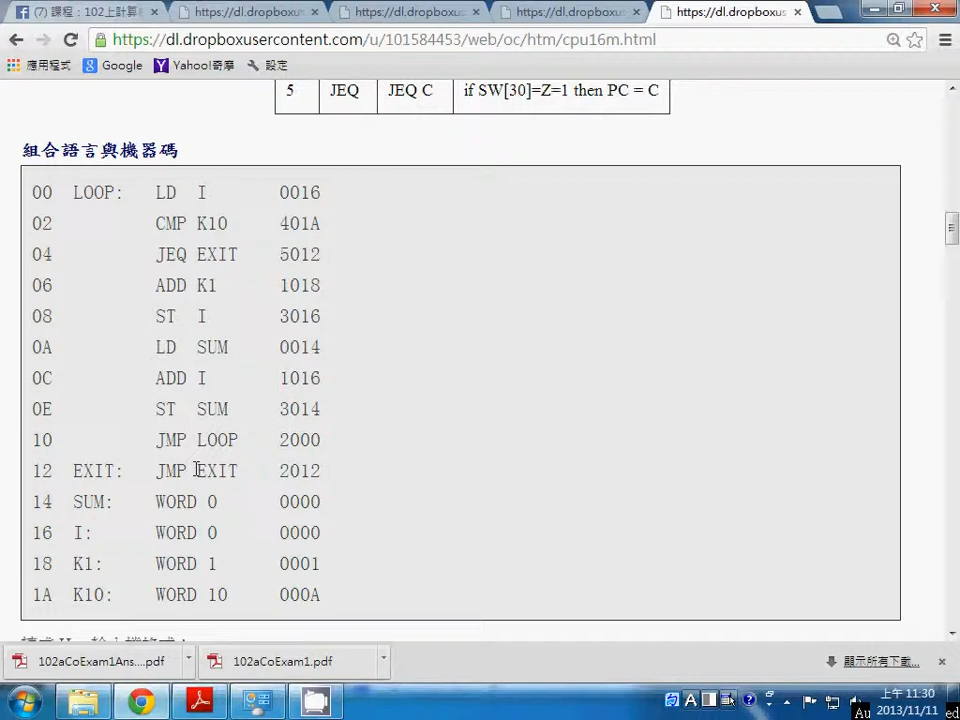 (7) 課程：102上計算
https://dl.dropboxus
https://dl.dropboxus
https://dl.dropboxus
https://dl.dropboxus
https://dl.dropboxusercontent.com/u/101584453/web/oc/htm/cpu16m.html
應用程式 Google Yahoo!奇摩 設定
5 JEQ JEQ C if SW[30]=Z=1 then PC = C
組合語言與機器碼
00 LOOP: LD I 0016
02 CMP K10 401A
04 JEQ EXIT 5012
06 ADD K1 1018
08 ST I 3016
0A LD SUM 0014
0C ADD I 1016
0E ST SUM 3014
10 JMP LOOP 2000
12 EXIT: JMP EXIT 2012
14 SUM: WORD 0 0000
16 I: WORD 0 0000
18 K1: WORD 1 0001
1A K10: WORD 10 000A
102aCoExam1Ans....pdf 102aCoExam1.pdf 顯示所有下載...
上午 11:30
2013/11/11